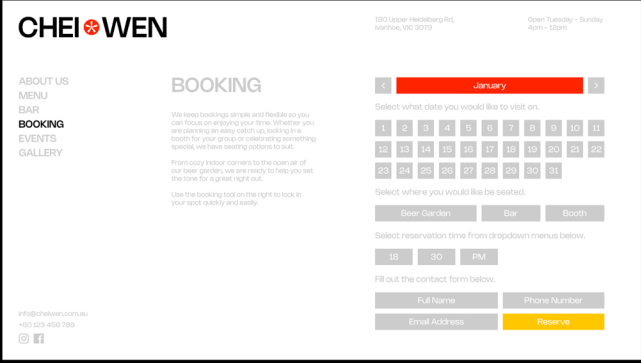 CHEI WEN
180 Upper Heidelberg Rd,
Ivanhoe, VIC 3079
Open Tuesday – Sunday
4pm – 12pm
ABOUT US
MENU
BAR
BOOKING
EVENTS
GALLERY
BOOKING
We keep bookings simple and flexible so you
can focus on enjoying your time. Whether you
are planning an easy catch up, locking in a
booth for your group or celebrating something
special, we have seating options to suit.
From cozy indoor corners to the open air of
our beer garden, we are ready to help you set
the tone for a great night out.
Use the booking tool on the right to lock in
your spot quickly and easily.
January
Select what date you would like to visit on.
1 2 3 4 5 6 7 8 9 10 11
12 13 14 15 16 17 18 19 20 21 22
23 24 25 26 27 28 29 30 31
Select where you would like be seated.
Beer Garden Bar Booth
Select reservation time from dropdown menus below.
18 30 PM
Fill out the contact form below.
Full Name Phone Number
Email Address Reserve
info@cheiwen.com.au
+60 123 456 789